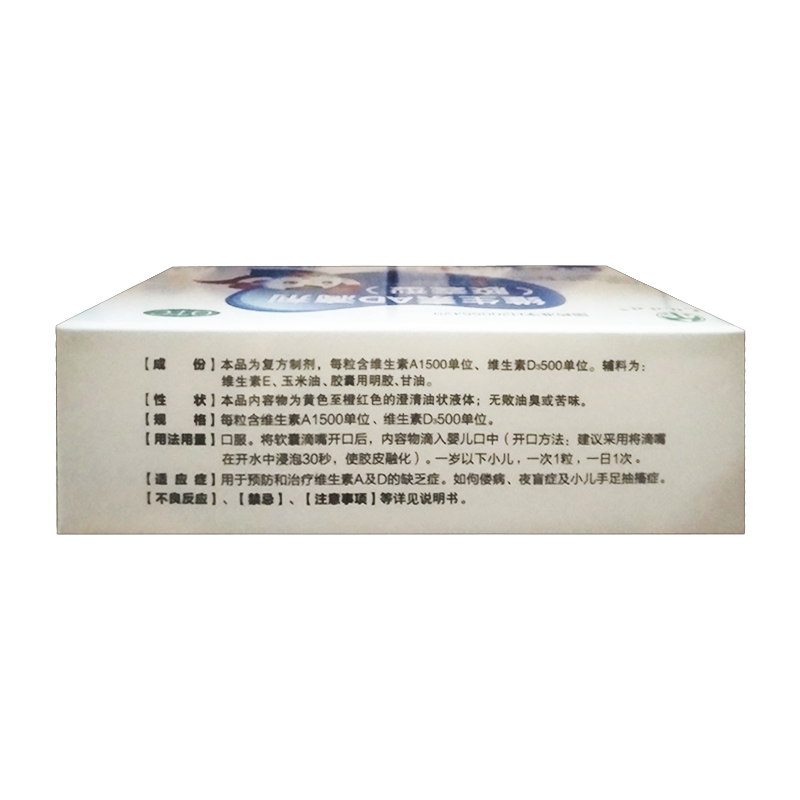 维生素AD滴剂
（胶囊型）
OTC
【成　份】本品为复方制剂，每粒含维生素A1500单位、维生素D₃500单位。辅料为：
维生素E、玉米油、胶囊用明胶、甘油。
【性　状】本品内容物为黄色至橙红色的澄清油状液体；无败油臭或苦味。
【规　格】每粒含维生素A1500单位、维生素D₃500单位。
【用法用量】口服。将软囊滴嘴开口后，内容物滴入婴儿口中（开口方法：建议采用将滴嘴
在开水中浸泡30秒，使胶皮融化）。一岁以下小儿，一次1粒，一日1次。
【适应症】用于预防和治疗维生素A及D的缺乏症。如佝偻病、夜盲症及小儿手足抽搐症。
【不良反应】、【禁忌】、【注意事项】等详见说明书。